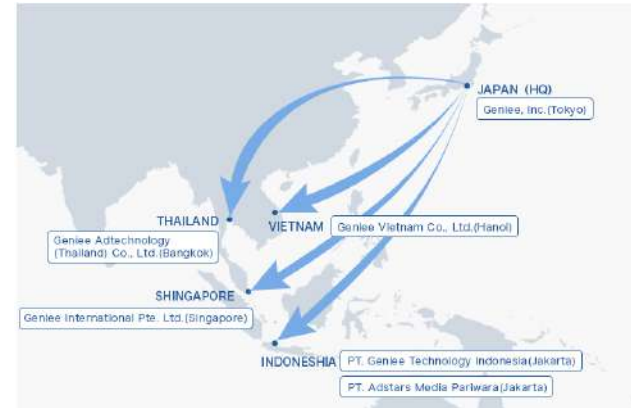 JAPAN (HQ)
Geniee, Inc.(Tokyo)
THAILAND
Geniee Adtechnology
(Thailand) Co., Ltd.(Bangkok)
VIETNAM
Geniee Vietnam Co., Ltd.(Hanoi)
SHINGAPORE
Geniee International Pte. Ltd.(Singapore)
INDONESHIA
PT. Geniee Technology Indonesia(Jakarta)
PT. Adstars Media Pariwara(Jakarta)